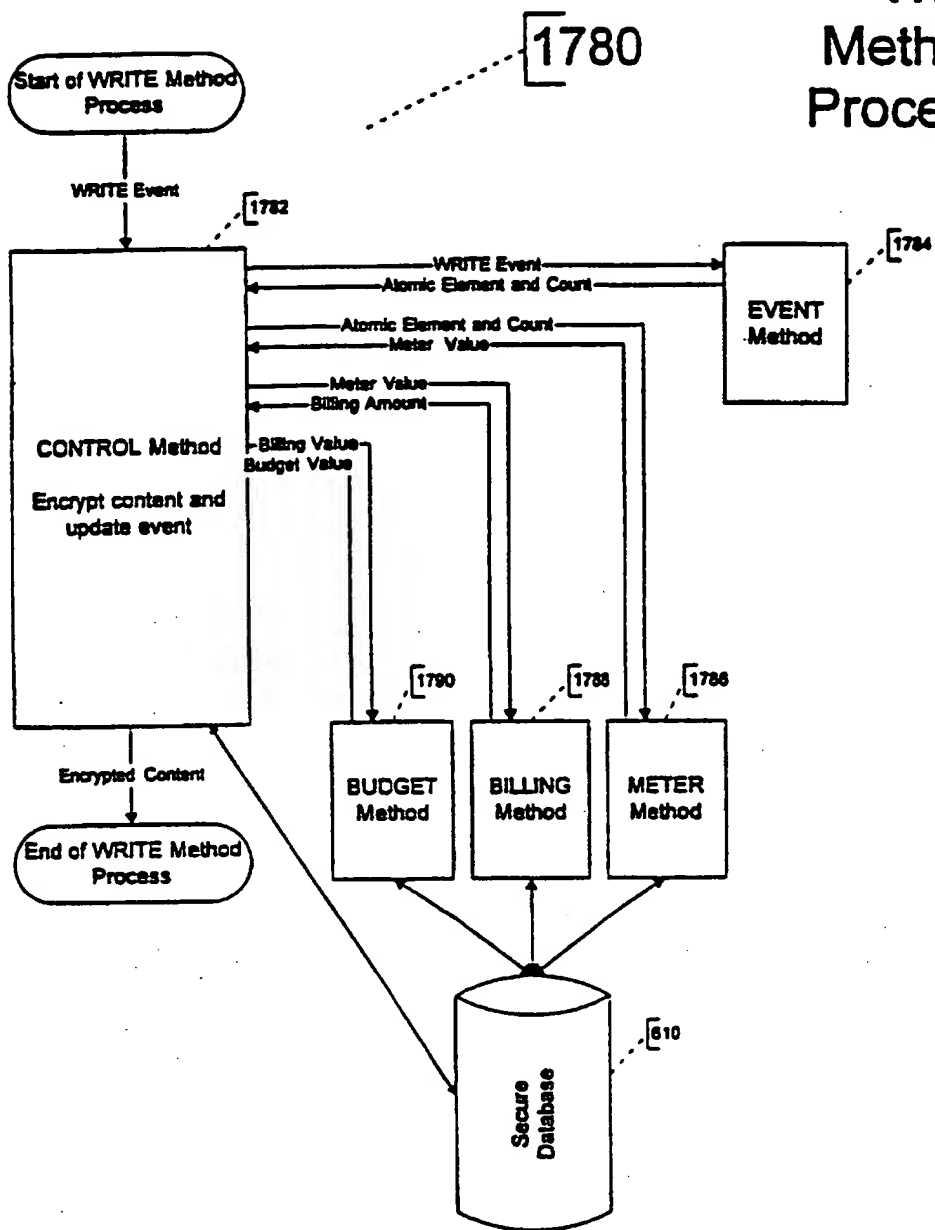 1780
Meth
Proce
Start of WRITE Method
Process
WRITE Event
1782
1784
WRITE Event
Atomic Element and Count
EVENT
Method
Atomic Element and Count
Meter Value
Meter Value
Billing Amount
CONTROL Method
Billing Value
Budget Value
Encrypt content and
update event
1790
1788
1786
Encrypted Content
BUDGET
Method
BILLING
Method
METER
Method
End of WRITE Method
Process
610
Secure
Database